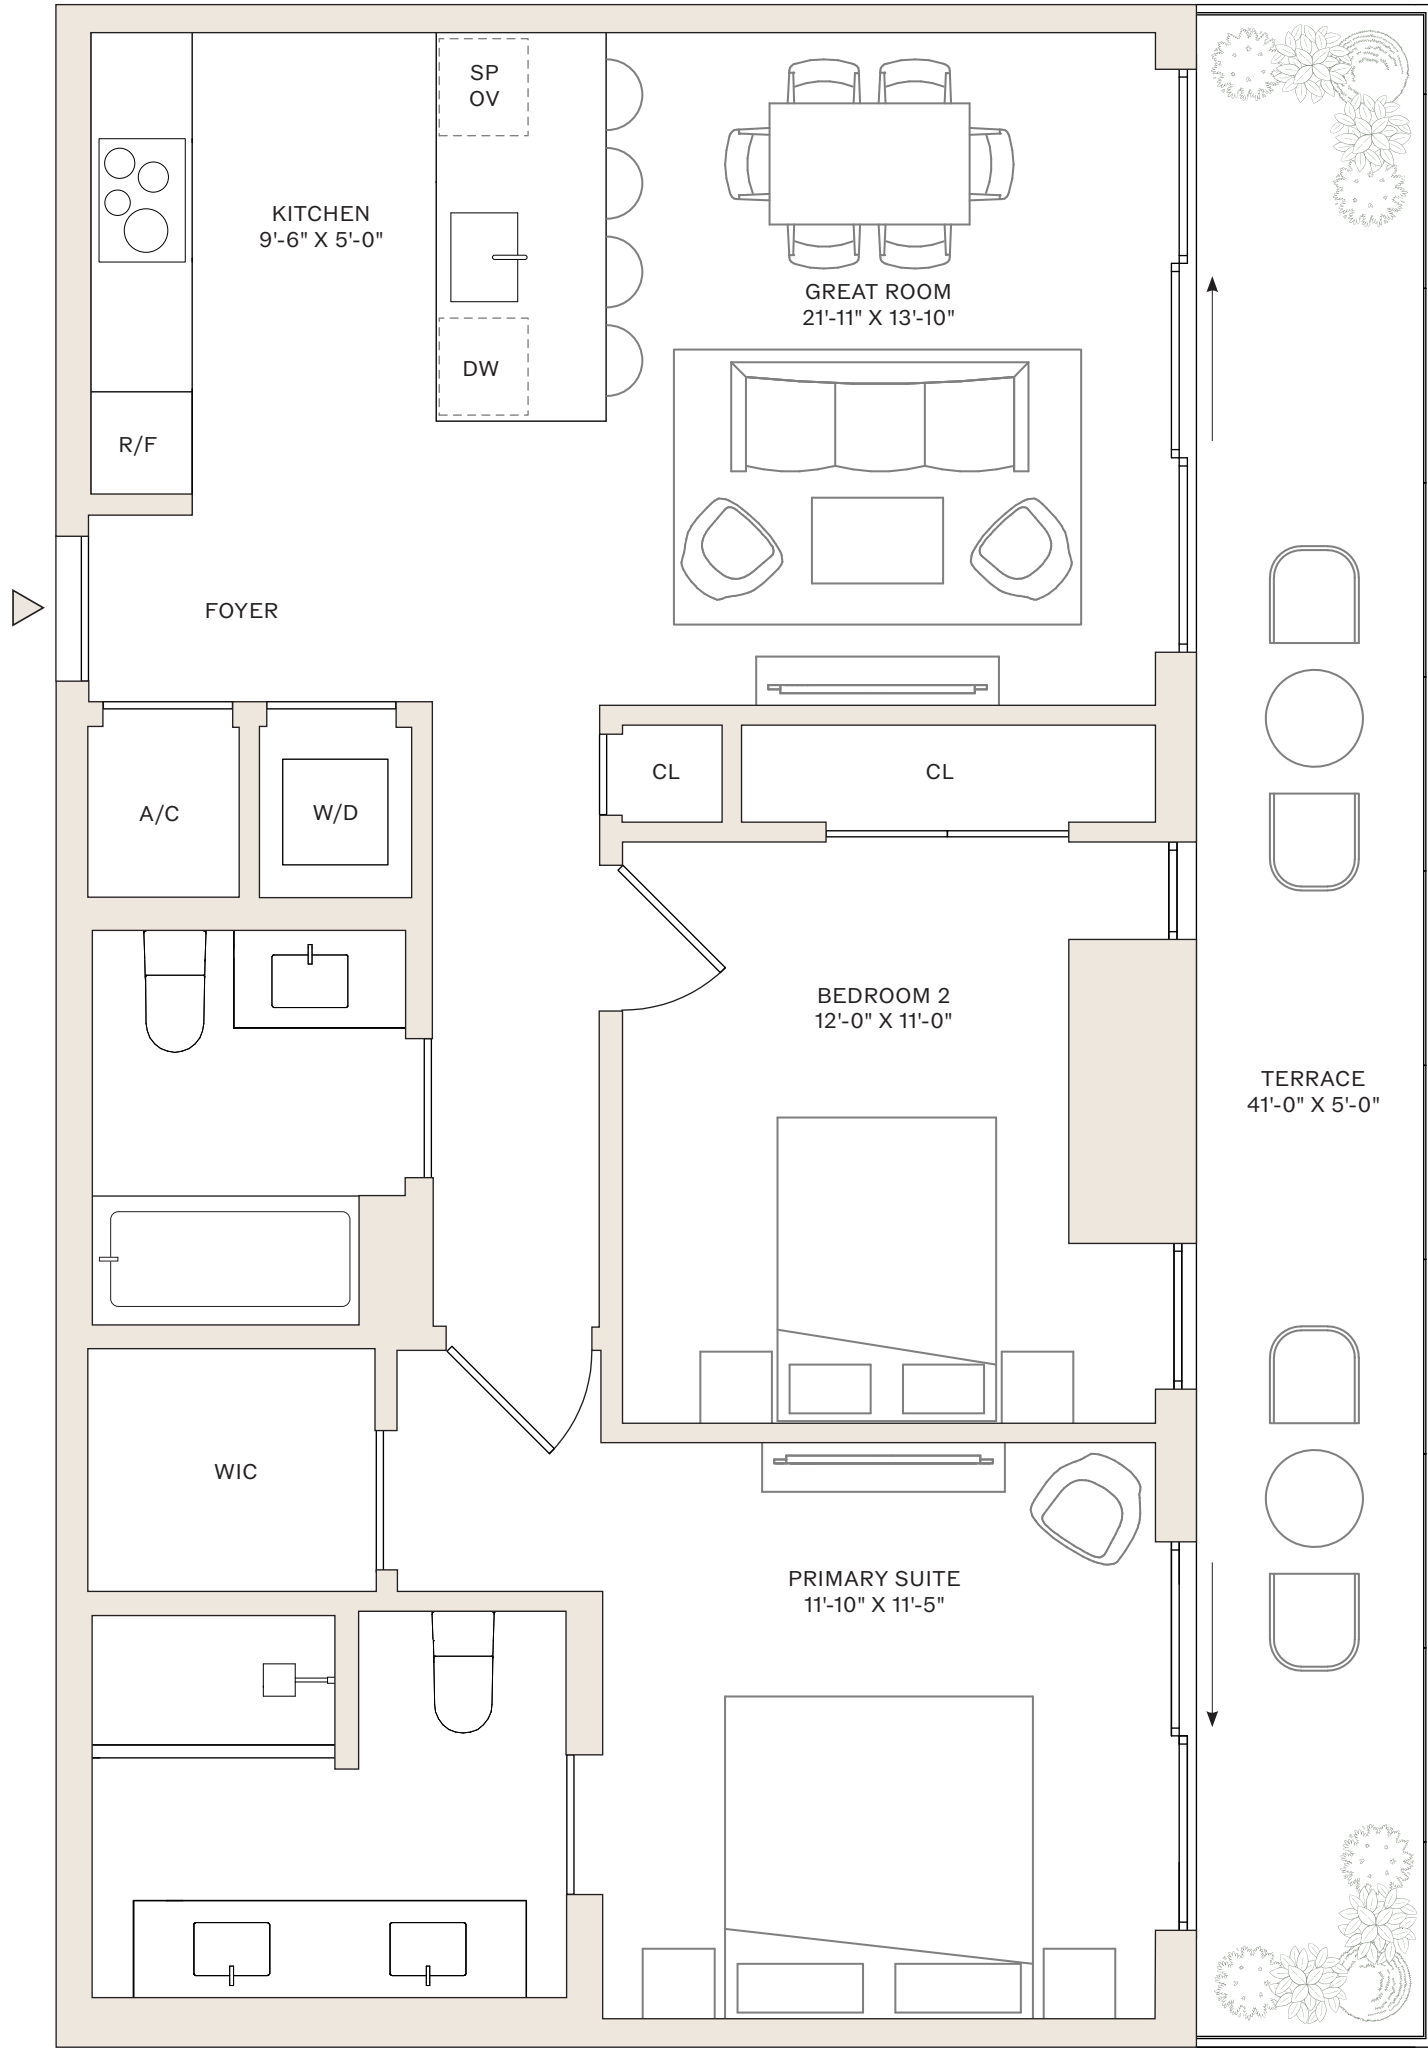 SP
OV
KITCHEN
9'-6" X 5'-0"
GREAT ROOM
21'-11" X 13'-10"
DW
R/F
FOYER
CL
CL
A/C
W/D
BEDROOM 2
12'-0" X 11'-0"
TERRACE
41'-0" X 5'-0"
WIC
PRIMARY SUITE
11'-10" X 11'-5"